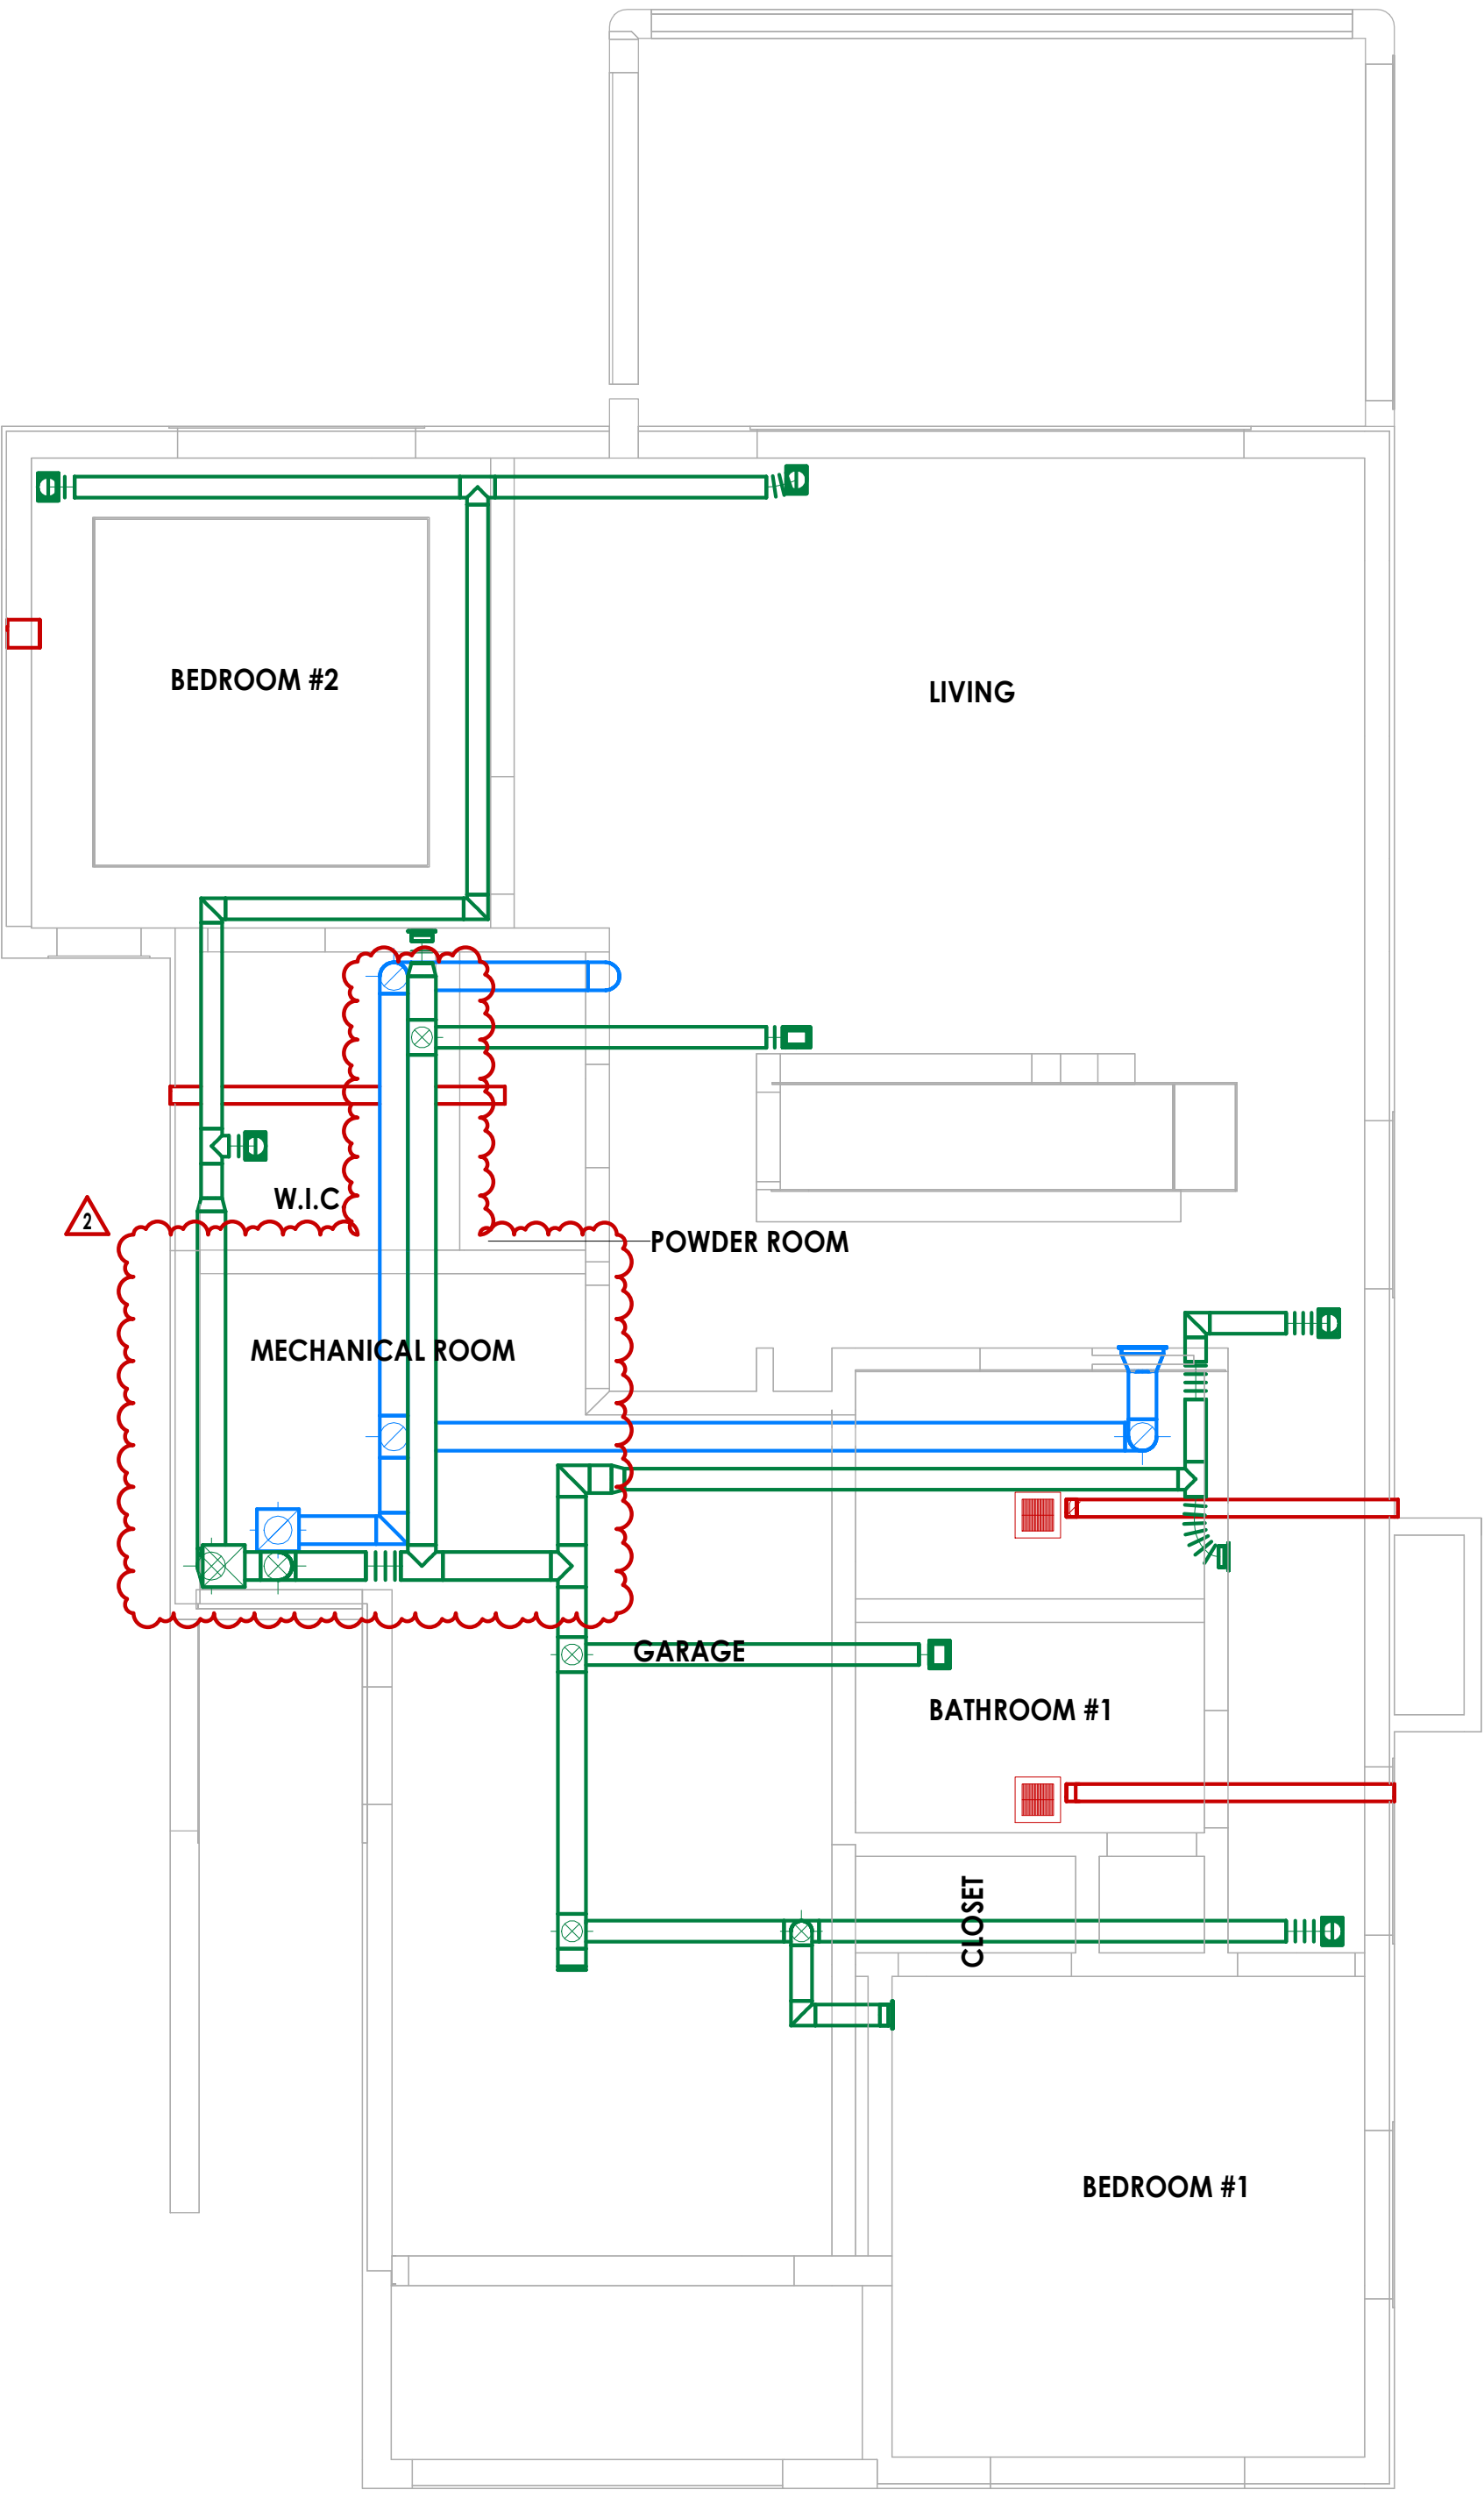 BEDROOM #2
LIVING
W.I.C
2
POWDER ROOM
MECHANICAL ROOM
GARAGE
BATHROOM #1
CLOSET
BEDROOM #1